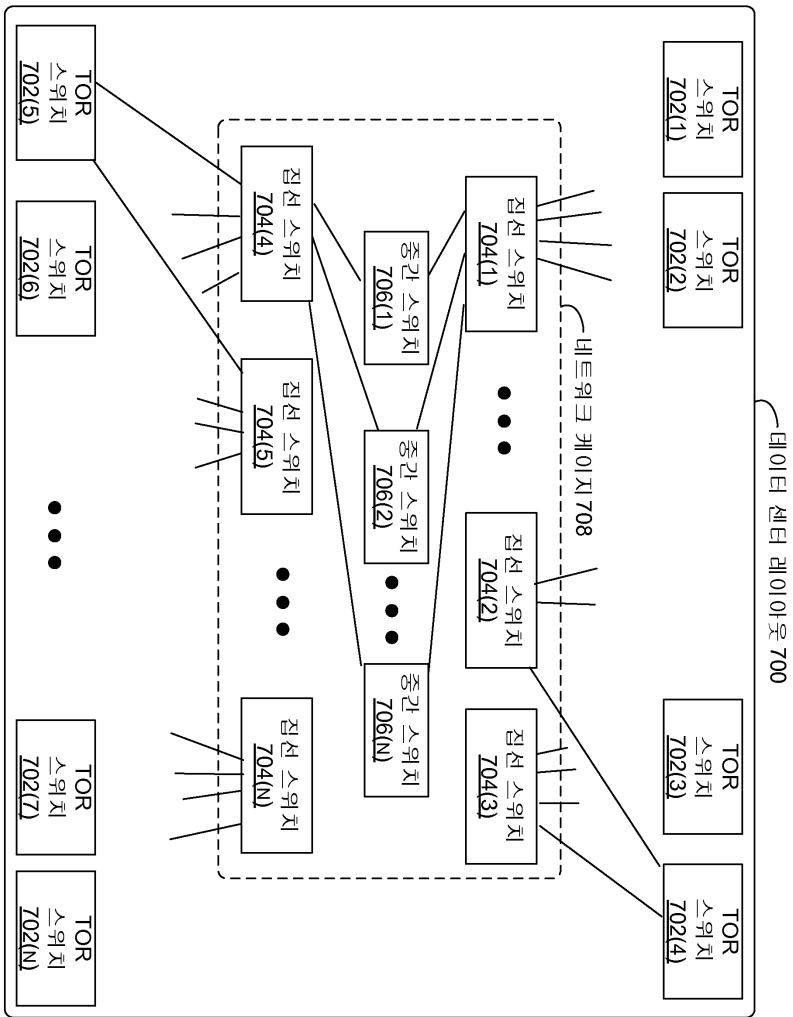 데이터 센터 레이아웃 700
TOR
스위치
702(1)
TOR
스위치
702(2)
TOR
스위치
702(3)
TOR
스위치
702(4)
네트워크 케이지 708
집선 스위치
704(1)
집선 스위치
704(2)
집선 스위치
704(3)
중간 스위치
706(1)
중간 스위치
706(2)
중간 스위치
706(N)
집선 스위치
704(4)
집선 스위치
704(5)
집선 스위치
704(N)
TOR
스위치
702(5)
TOR
스위치
702(6)
TOR
스위치
702(7)
TOR
스위치
702(N)